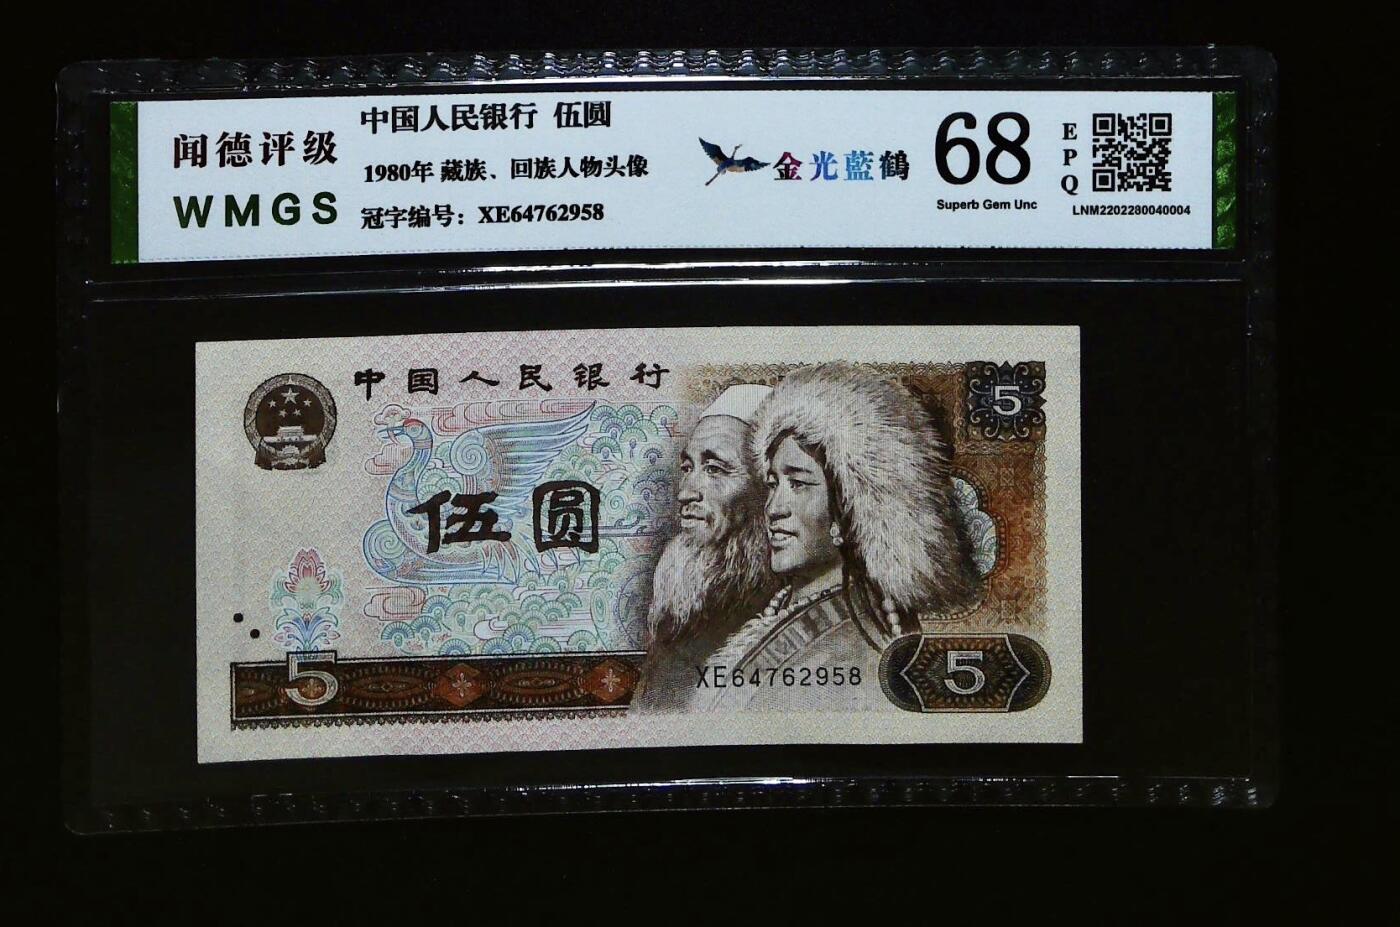 闻德评级
WMGS
中国人民银行 伍圆
1980年 藏族、回族人物头像
冠字编号：XE64762958
金光藍鶴
68
EPQ
Superb Gem Unc
LNM2202280040004
中国人民银行
5
伍圆
5
XE64762958
5